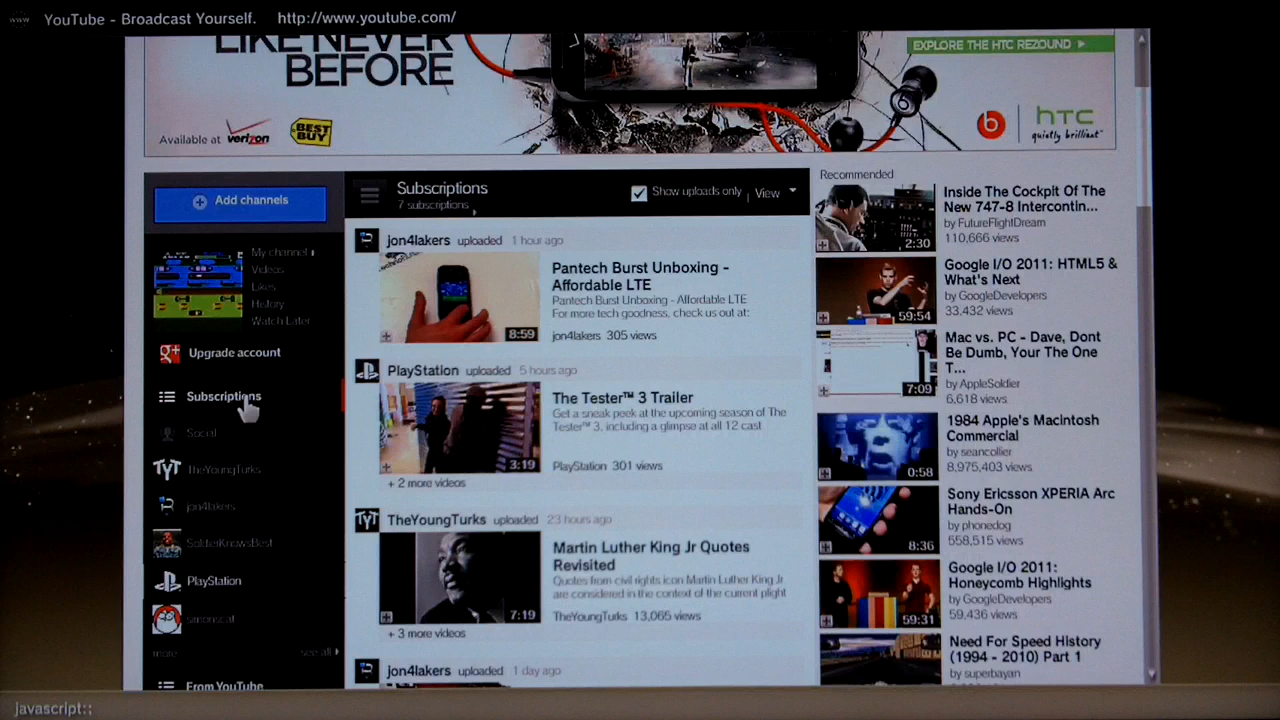 YouTube - Broadcast Yourself. http://www.youtube.com/
LIKE NEVER
BEFORE
EXPLORE THE HTC REZOUND
Available at verizon BEST BUY
b htc
quietly brilliant
Add channels
My channel
Videos
Likes
History
Watch Later
Upgrade account
Subscriptions
Social
TheYoungTurks
jon4lakers
SoldierKnowsBest
PlayStation
simonscat
more see all
From YouTube
Subscriptions
7 subscriptions
Show uploads only View
jon4lakers uploaded 1 hour ago
Pantech Burst Unboxing -
Affordable LTE
Pantech Burst Unboxing - Affordable LTE
For more tech goodness, check us out at:
8:59
jon4lakers 305 views
PlayStation uploaded 5 hours ago
The Tester™ 3 Trailer
Get a sneak peek at the upcoming season of The
Tester™ 3, including a glimpse at all 12 cast
3:19
PlayStation 301 views
+ 2 more videos
TYT TheYoungTurks uploaded 23 hours ago
Martin Luther King Jr Quotes
Revisited
Quotes from civil rights icon Martin Luther King Jr
are considered in the context of the current plight
7:19
TheYoungTurks 13,065 views
+ 3 more videos
jon4lakers uploaded 1 day ago
Recommended
Inside The Cockpit Of The
New 747-8 Intercontin...
by FutureFlightDream
2:30
110,666 views
Google I/O 2011: HTML5 &
What's Next
by GoogleDevelopers
33,432 views
59:54
Mac vs. PC - Dave, Dont
Be Dumb, Your The One
T...
by AppleSoldier
7:09
6,618 views
1984 Apple's Macintosh
Commercial
by seancollier
8,975,403 views
0:58
Sony Ericsson XPERIA Arc
Hands-On
by phonedog
558,515 views
8:36
Google I/O 2011:
Honeycomb Highlights
by GoogleDevelopers
59,436 views
59:31
Need For Speed History
(1994 - 2010) Part 1
by superbayan
javascript:;